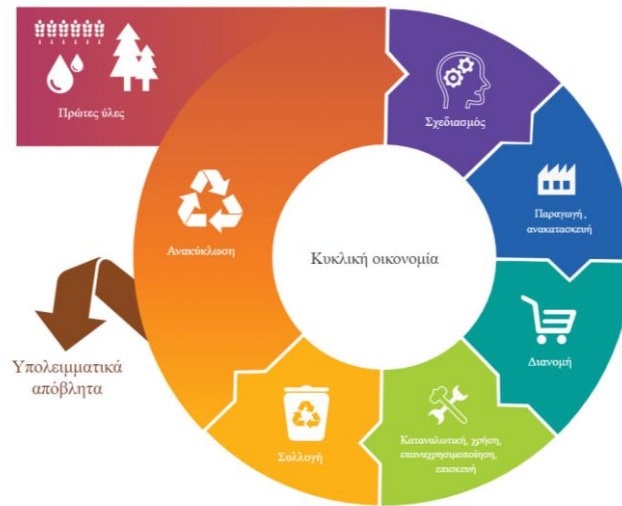 Πρώτες ύλες
Σχεδιασμός
Παραγωγή,
ανακατασκευή
Διανομή
Καταναλωτική, χρήση,
επαναχρησιμοποίηση,
επισκευή
Συλλογή
Ανακύκλωση
Υπολειμματικά
απόβλητα
Κυκλική οικονομία